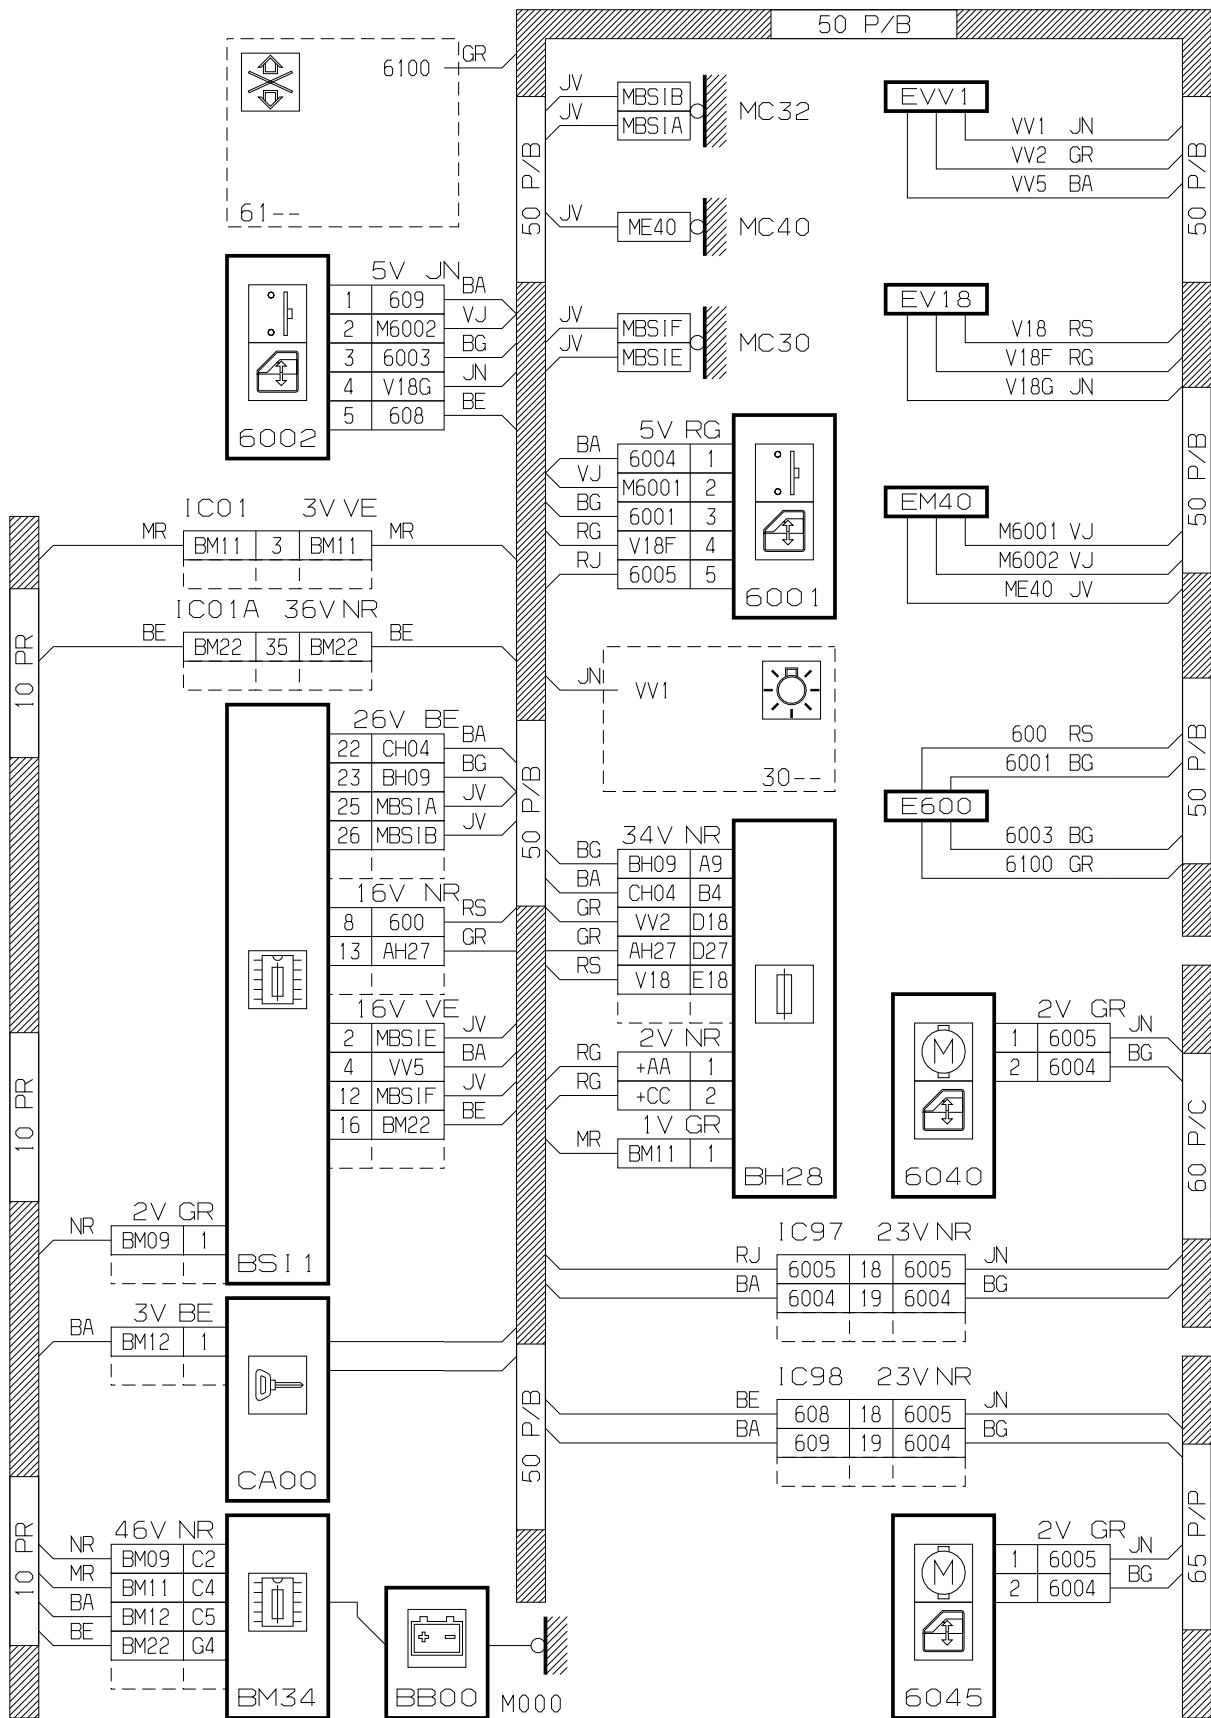 50 P/B
6100 GR
61--
JV MBSIB
JV MBSIA
MC32
50 P/B
JV ME40 MC40
EVV1
VV1 JN
VV2 GR
VV5 BA
50 P/B
5V JN
1 609 BA
2 M6002 VJ
3 6003 BG
4 V18G JN
5 608 BE
6002
JV MBSIF
JV MBSIE
MC30
EV18
V18 RS
V18F RG
V18G JN
50 P/B
5V RG
BA 6004 1
VJ M6001 2
BG 6001 3
RG V18F 4
RJ 6005 5
6001
EM40
M6001 VJ
M6002 VJ
ME40 JV
IC01 3V VE
MR BM11 3 BM11 MR
IC01A 36V NR
BE BM22 35 BM22 BE
10 PR
JN VV1
30--
50 P/B
600 RS
6001 BG
E600
6003 BG
6100 GR
26V BE
22 CH04 BA
23 BH09 BG
25 MBSIA JV
26 MBSIB JV
50 P/B
16V NR
8 600 RS
13 AH27 GR
16V VE
2 MBSIE JV
4 VV5 BA
12 MBSIF JV
16 BM22 BE
34V NR
BG BH09 A9
BA CH04 B4
GR VV2 D18
GR AH27 D27
RS V18 E18
2V NR
RG +AA 1
RG +CC 2
1V GR
MR BM11 1
BH28
2V GR
1 6005 JN
2 6004 BG
M
6040
60 P/C
10 PR
2V GR
NR BM09 1
BSI1
IC97 23V NR
RJ 6005 18 6005 JN
BA 6004 19 6004 BG
3V BE
BA BM12 1
CA00
50 P/B
IC98 23V NR
BE 608 18 6005 JN
BA 609 19 6004 BG
10 PR
46V NR
NR BM09 C2
MR BM11 C4
BA BM12 C5
BE BM22 G4
BM34
+ -
BB00
M000
2V GR
1 6005 JN
2 6004 BG
M
6045
65 P/P